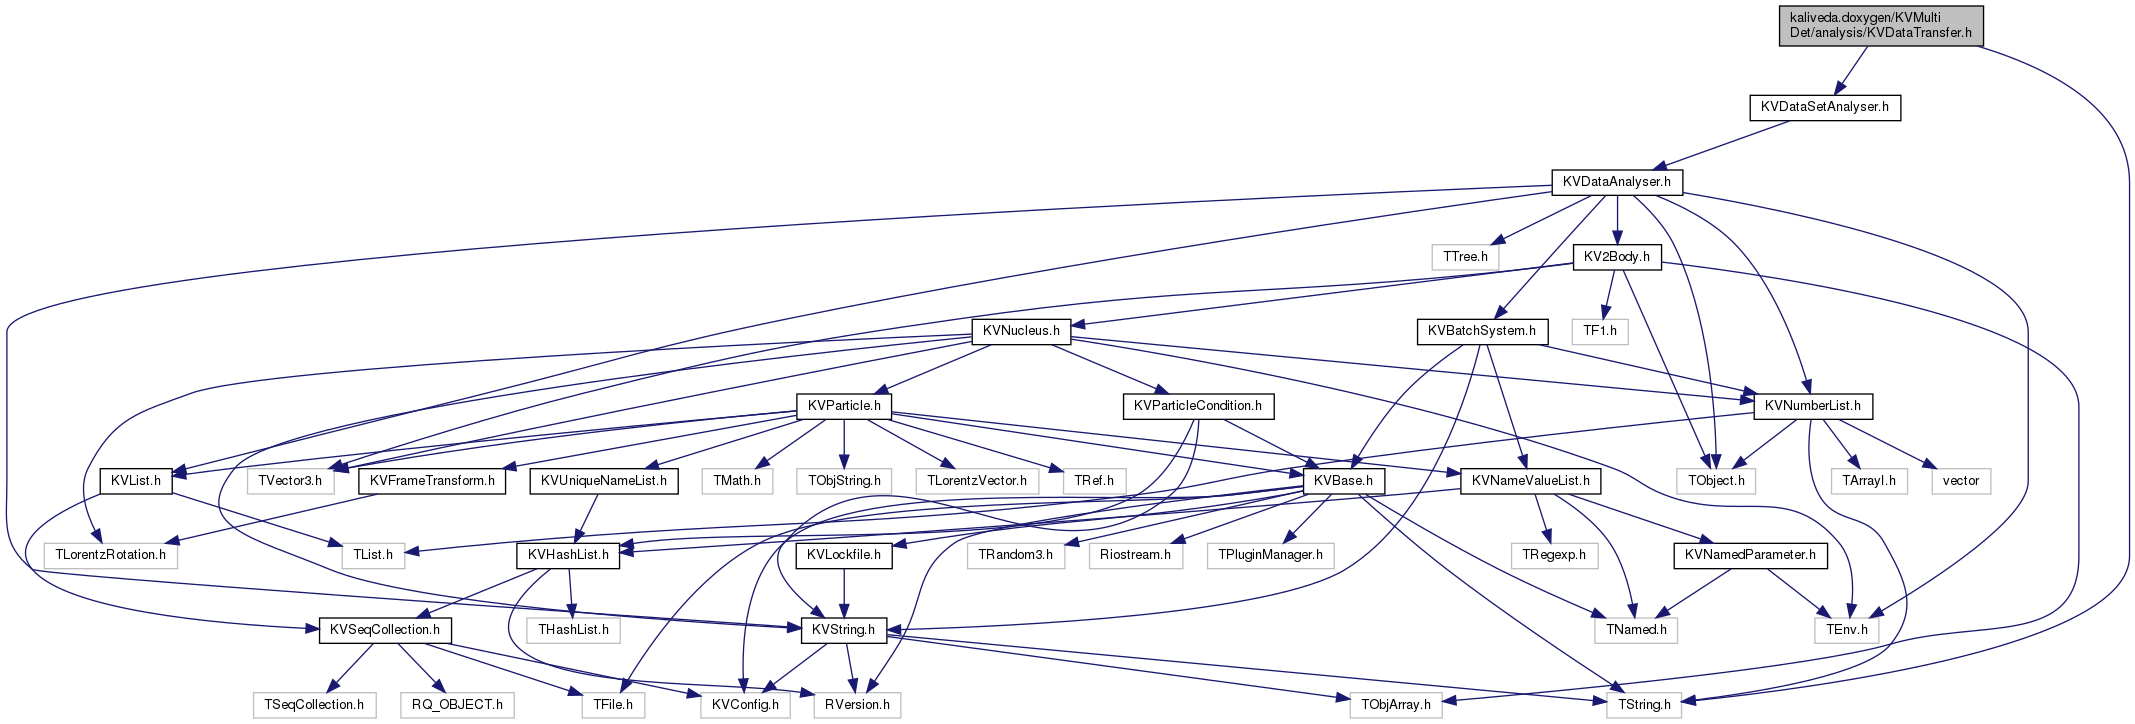 kaliveda.doxygen/KVMulti
Det/analysis/KVDataTransfer.h
KVDataSetAnalyser.h
KVDataAnalyser.h
TTree.h
KV2Body.h
KVNucleus.h
KVBatchSystem.h
TF1.h
KVParticle.h
KVParticleCondition.h
KVNumberList.h
KVList.h
TVector3.h
KVFrameTransform.h
KVUniqueNameList.h
TMath.h
TObjString.h
TLorentzVector.h
TRef.h
KVBase.h
KVNameValueList.h
TObject.h
TArrayI.h
vector
TLorentzRotation.h
TList.h
KVHashList.h
KVLockfile.h
TRandom3.h
Riostream.h
TPluginManager.h
TRegexp.h
KVNamedParameter.h
KVSeqCollection.h
THashList.h
KVString.h
TNamed.h
TEnv.h
TSeqCollection.h
RQ_OBJECT.h
TFile.h
KVConfig.h
RVersion.h
TObjArray.h
TString.h